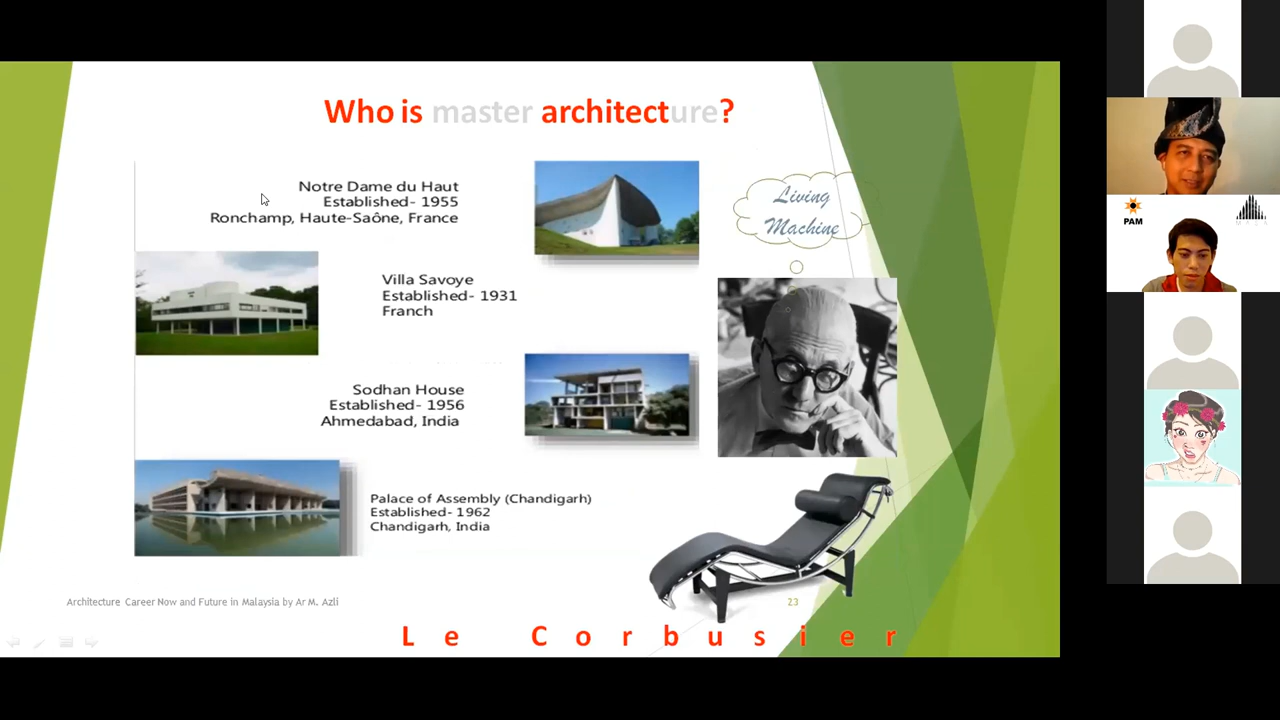 Who is master architecture?
Notre Dame du Haut
Established- 1955
Ronchamp, Haute-Saône, France
Living
Machine
Villa Savoye
Established- 1931
Franch
Sodhan House
Established- 1956
Ahmedabad, India
Palace of Assembly (Chandigarh)
Established- 1962
Chandigarh, India
Architecture Career Now and Future in Malaysia by Ar M. Azli
23
Le Corbusier
PAM